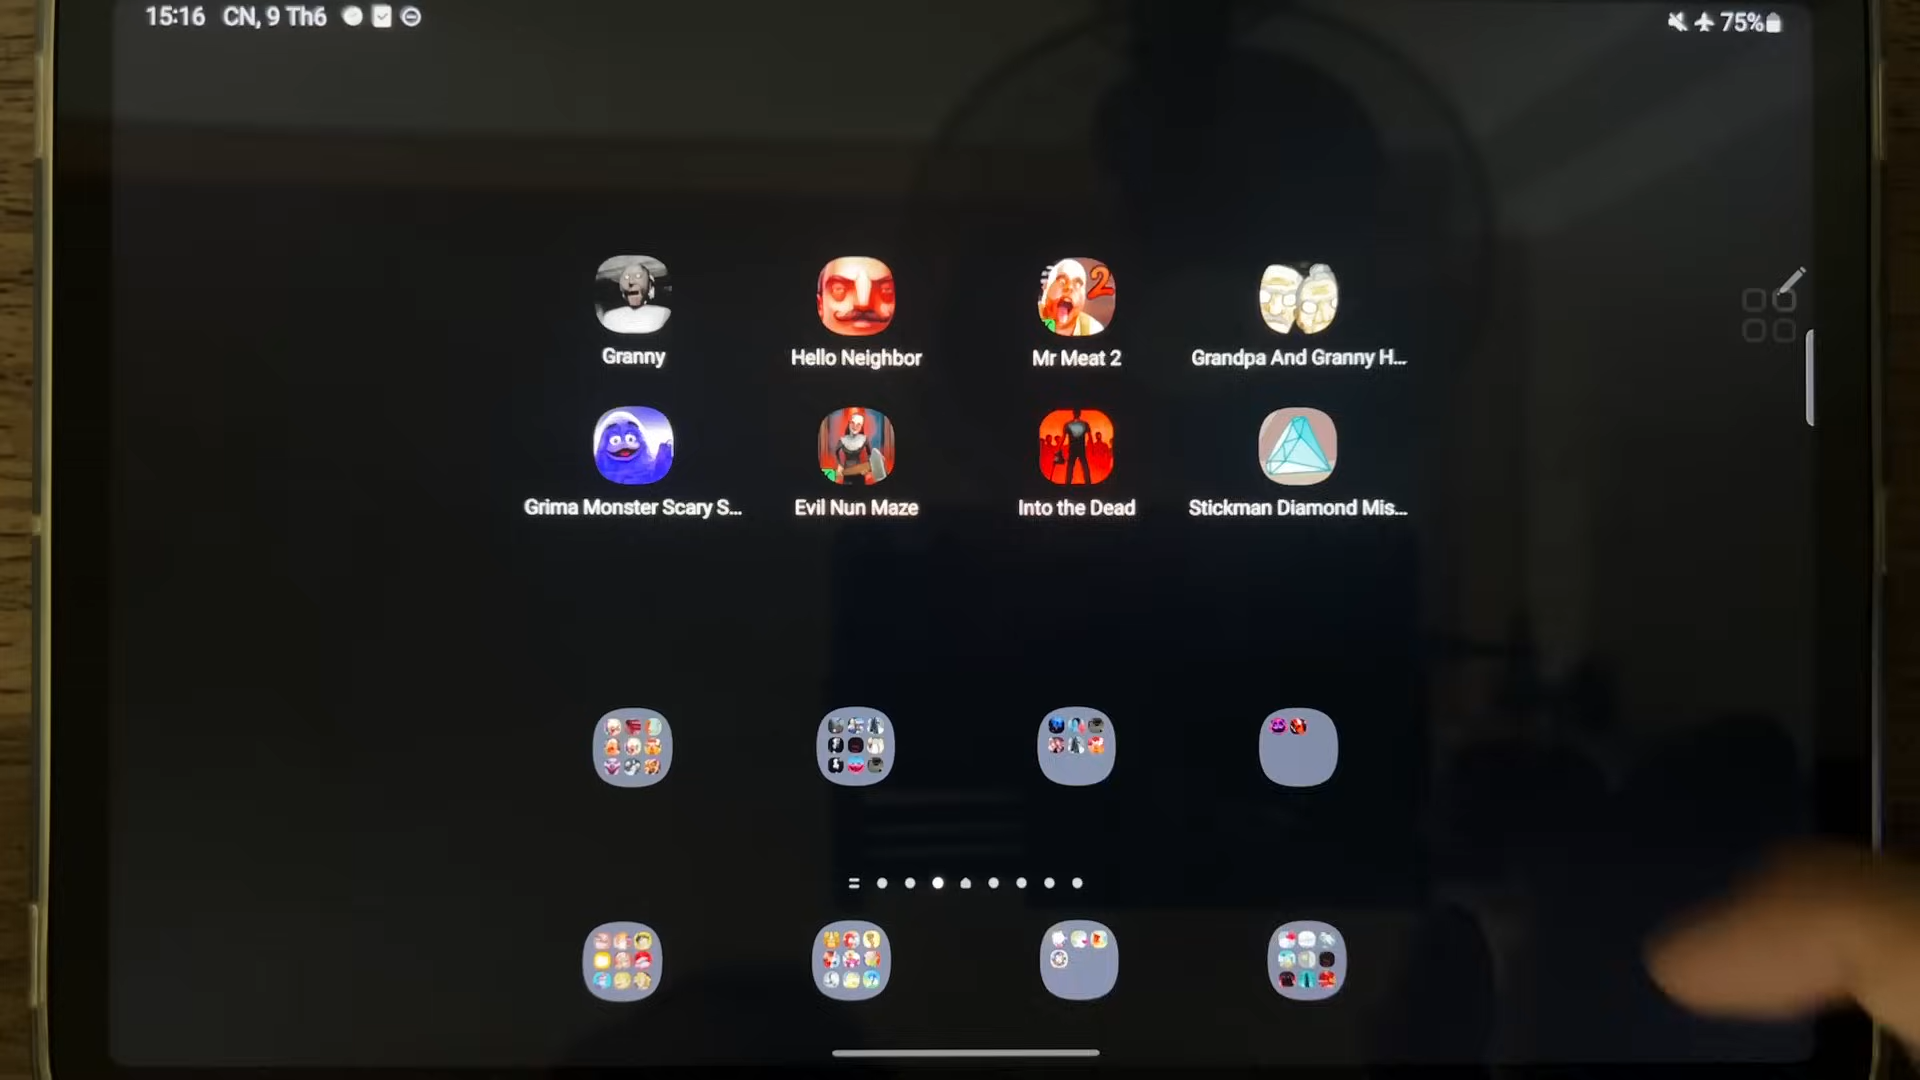 15:16 CN, 9 Th6
75%
Granny
Hello Neighbor
Mr Meat 2
Grandpa And Granny H...
Grima Monster Scary S...
Evil Nun Maze
Into the Dead
Stickman Diamond Mis...
2